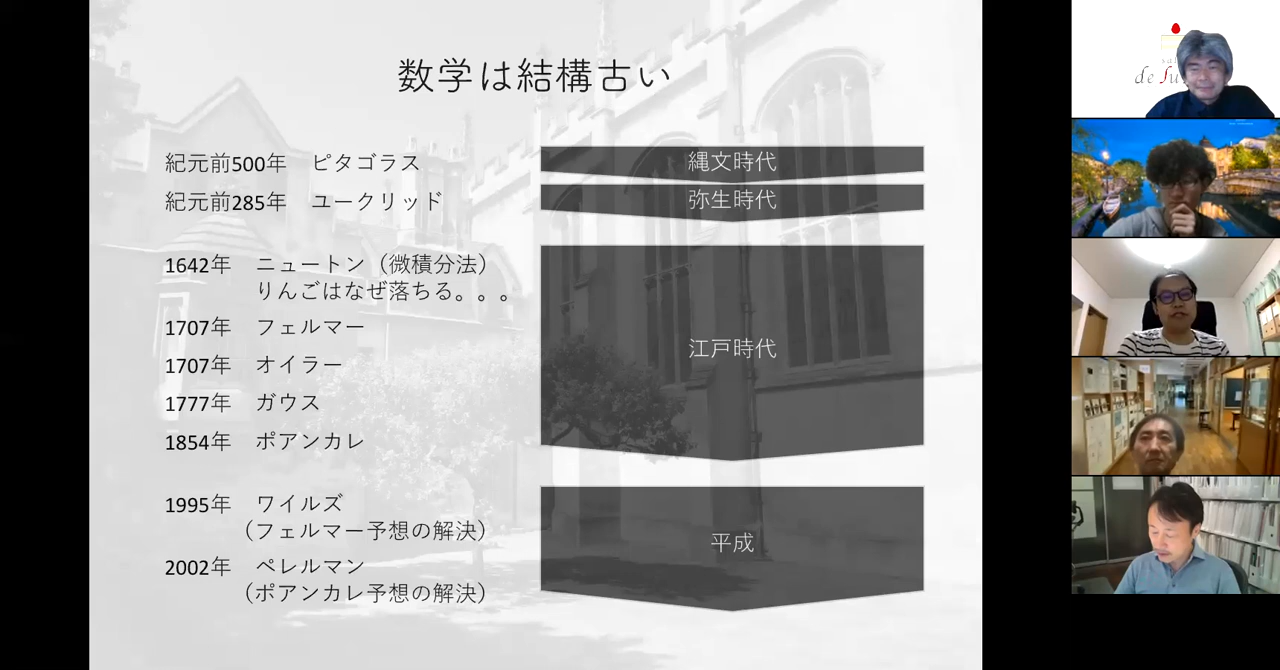 数学は結構古い
紀元前500年 ピタゴラス
縄文時代
紀元前285年 ユークリッド
弥生時代
1642年 ニュートン（微積分法）
りんごはなぜ落ちる。。。
1707年 フェルマー
1707年 オイラー
江戸時代
1777年 ガウス
1854年 ポアンカレ
1995年 ワイルズ
（フェルマー予想の解決）
平成
2002年 ペレルマン
（ポアンカレ予想の解決）
de